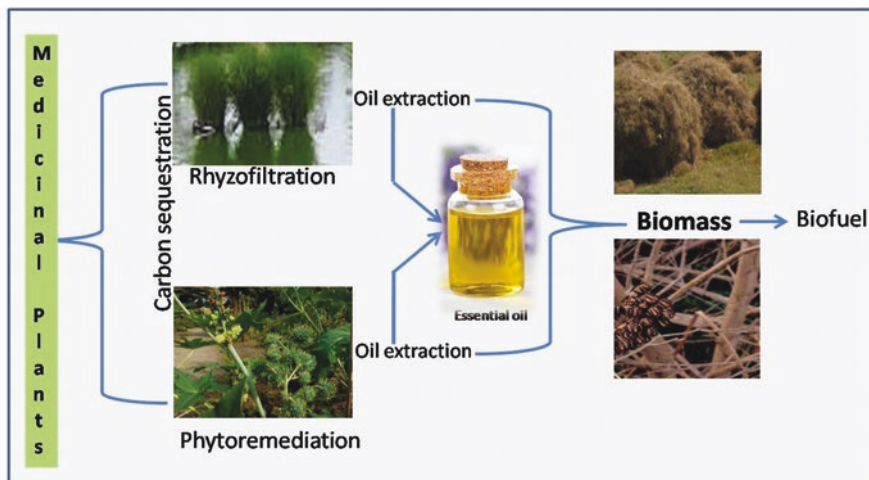 Medicinal Plants
Carbon sequestration
Rhyzofiltration
Oil extraction
Essential oil
Oil extraction
Phytoremediation
Biomass
Biofuel